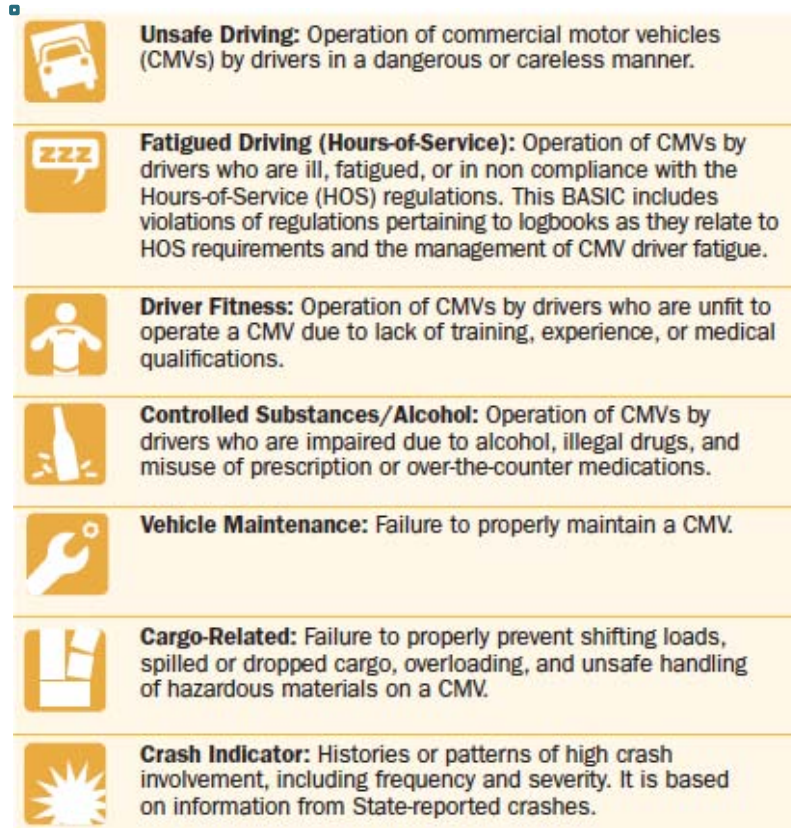 Unsafe Driving: Operation of commercial motor vehicles
(CMVs) by drivers in a dangerous or careless manner.
zzz
Fatigued Driving (Hours-of-Service): Operation of CMVs by
drivers who are ill, fatigued, or in non compliance with the
Hours-of-Service (HOS) regulations. This BASIC includes
violations of regulations pertaining to logbooks as they relate to
HOS requirements and the management of CMV driver fatigue.
Driver Fitness: Operation of CMVs by drivers who are unfit to
operate a CMV due to lack of training, experience, or medical
qualifications.
Controlled Substances/Alcohol: Operation of CMVs by
drivers who are impaired due to alcohol, illegal drugs, and
misuse of prescription or over-the-counter medications.
Vehicle Maintenance: Failure to properly maintain a CMV.
Cargo-Related: Failure to properly prevent shifting loads,
spilled or dropped cargo, overloading, and unsafe handling
of hazardous materials on a CMV.
Crash Indicator: Histories or patterns of high crash
involvement, including frequency and severity. It is based
on information from State-reported crashes.